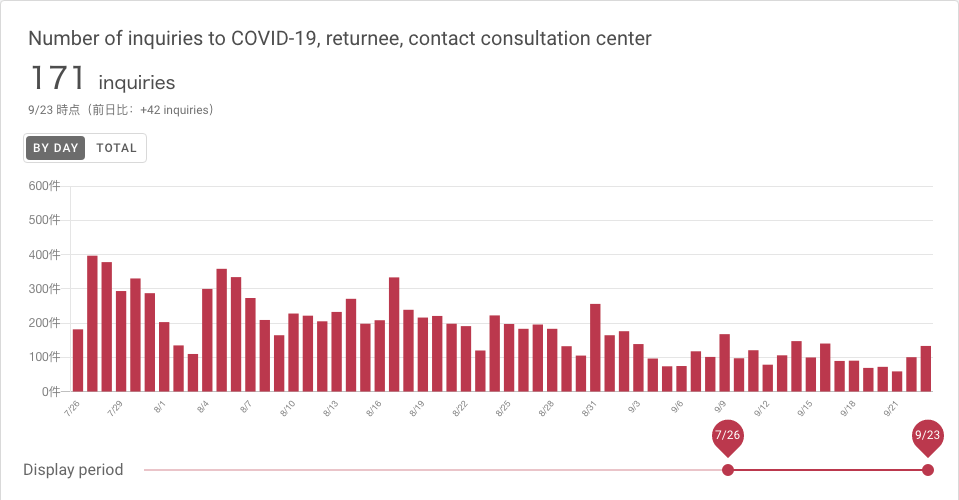 Number of inquiries to COVID-19, returnee, contact consultation center
171 inquiries
9/23 時点（前日比：+42 inquiries）
BY DAY TOTAL
600件
500件
400件
300件
200件
100件
0件
7/26 7/29 8/1 8/4 8/7 8/10 8/13 8/16 8/19 8/22 8/25 8/28 8/31 9/3 9/6 9/9 9/12 9/15 9/18 9/21
7/26 9/23
Display period